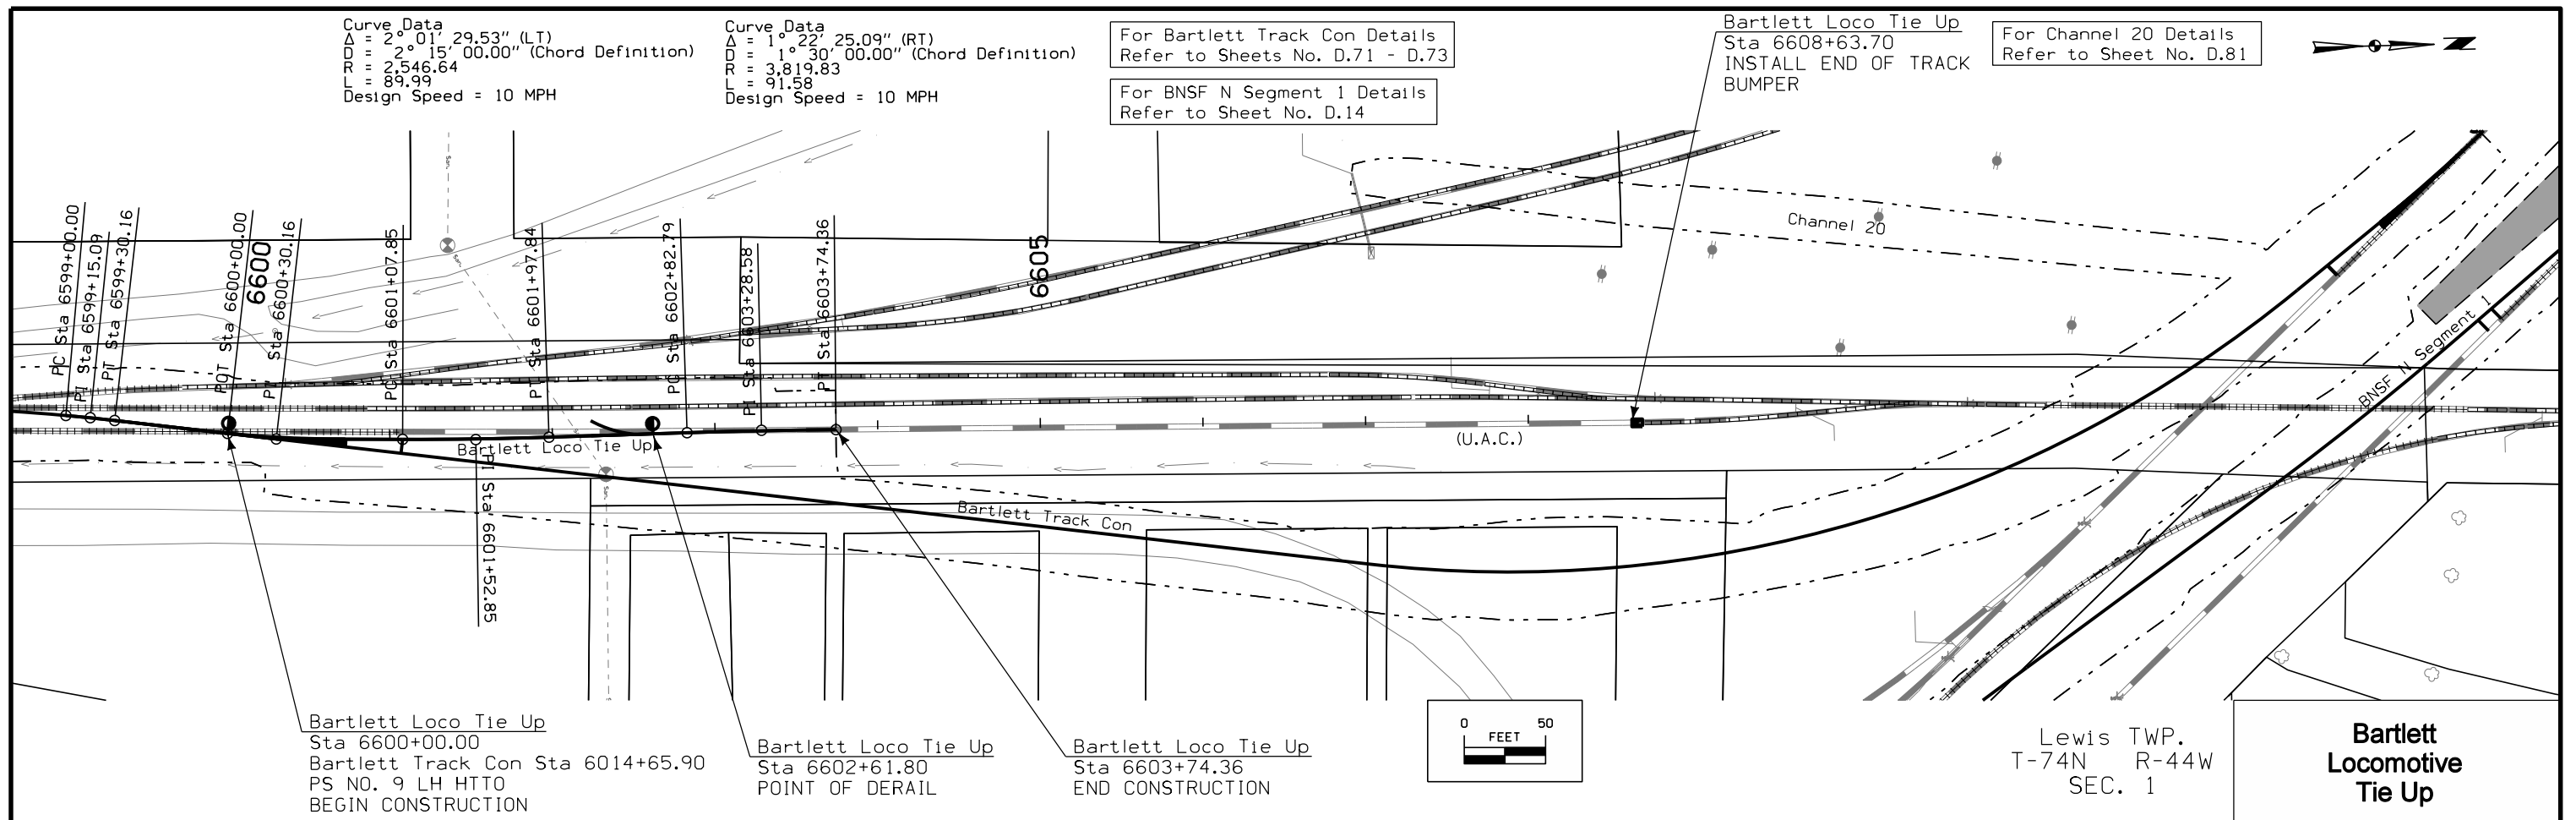 Curve Data
Δ = 2° 01' 29.53" (LT)
D = 2° 15' 00.00" (Chord Definition)
R = 2,546.64
L = 89.99
Design Speed = 10 MPH
Curve Data
Δ = 1° 22' 25.09" (RT)
D = 1° 30' 00.00" (Chord Definition)
R = 3,819.83
L = 91.58
Design Speed = 10 MPH
For Bartlett Track Con Details
Refer to Sheets No. D.71 - D.73
For BNSF N Segment 1 Details
Refer to Sheet No. D.14
Bartlett Loco Tie Up
Sta 6608+63.70
INSTALL END OF TRACK
BUMPER
For Channel 20 Details
Refer to Sheet No. D.81
N
PC Sta 6599+00.00
PI Sta 6599+15.09
PT Sta 6599+30.16
POT Sta 6600+00.00
6600
PI Sta 6600+30.16
PC Sta 6601+07.85
PT Sta 6601+97.84
PC Sta 6602+82.79
PI Sta 6603+28.58
PT Sta 6603+74.36
6605
San.
San.
San.
San.
Channel 20
BNSF N Segment 1
Bartlett Loco Tie Up
(U.A.C.)
PI Sta 6601+52.85
Bartlett Track Con
Bartlett Loco Tie Up
Sta 6600+00.00
Bartlett Track Con Sta 6014+65.90
PS NO. 9 LH HTTO
BEGIN CONSTRUCTION
Bartlett Loco Tie Up
Sta 6602+61.80
POINT OF DERAIL
Bartlett Loco Tie Up
Sta 6603+74.36
END CONSTRUCTION
0 50
FEET
Lewis TWP.
T-74N R-44W
SEC. 1
Bartlett
Locomotive
Tie Up